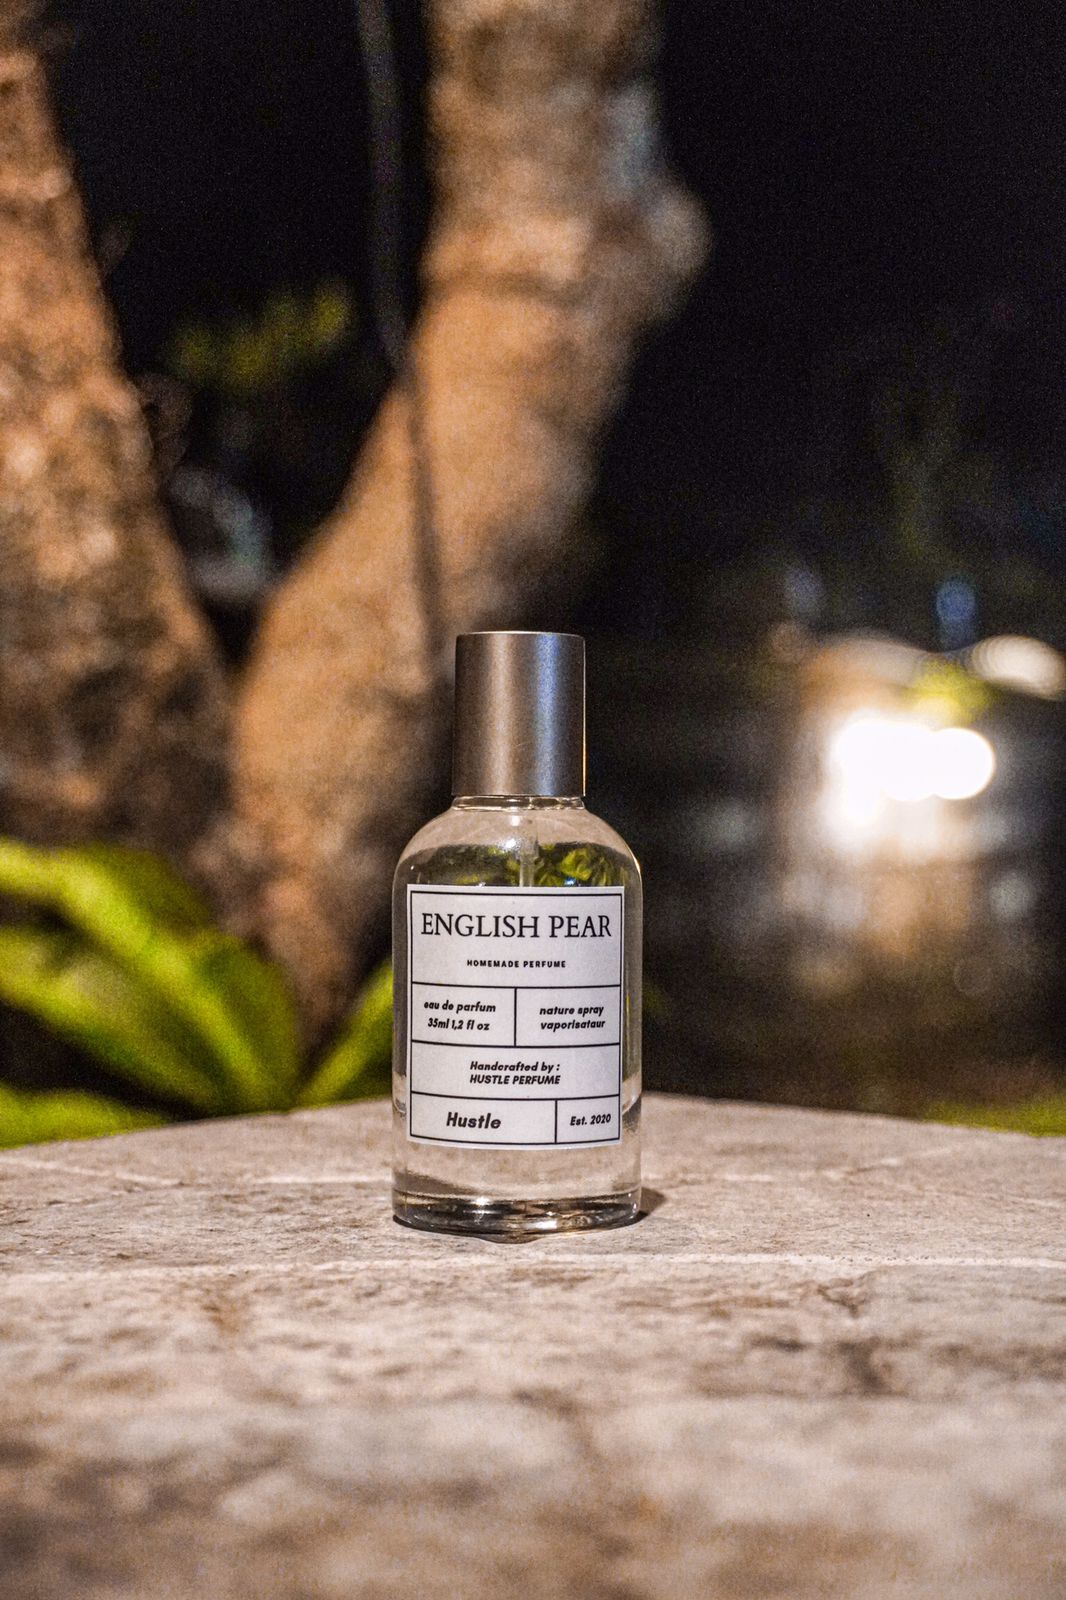 ENGLISH PEAR
HOMEMADE PERFUME
eau de parfum
35ml 1,2 fl oz
nature spray
vaporisataur
Handcrafted by :
HUSTLE PERFUME
Hustle
Est. 2020